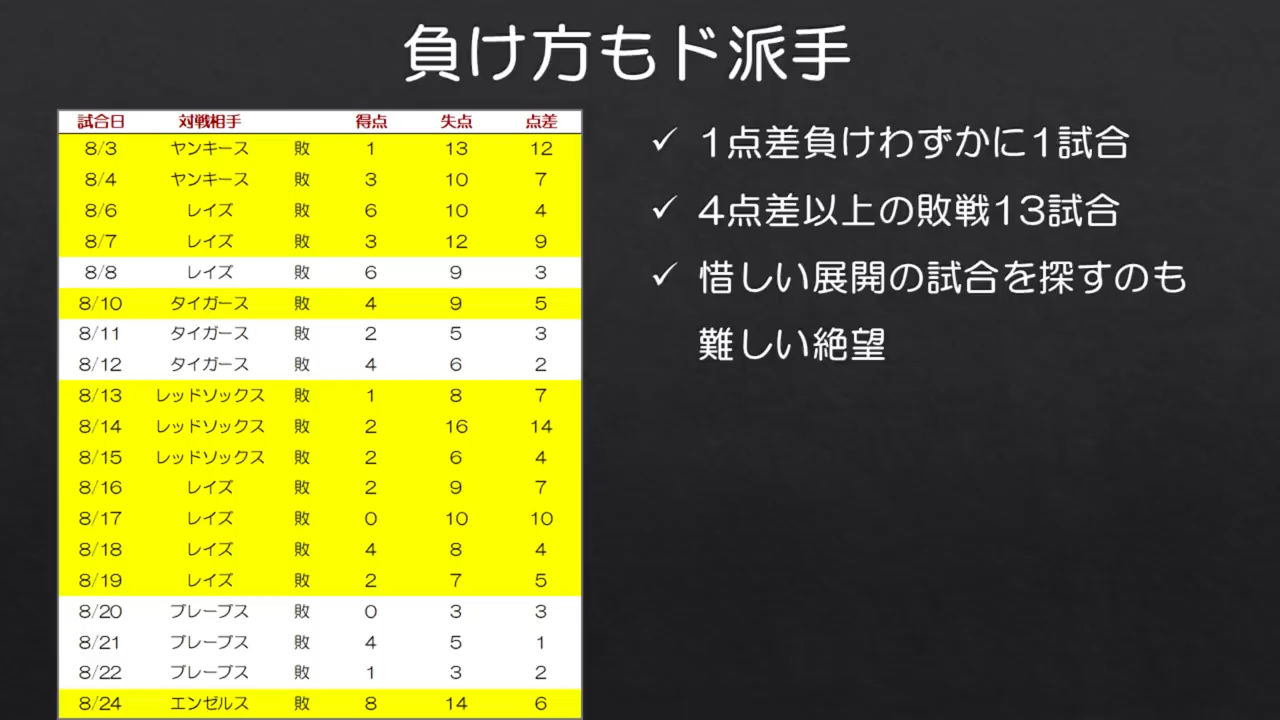 負け方もド派手
試合日 対戦相手 得点 失点 点差
8/3 ヤンキース 敗 1 13 12
8/4 ヤンキース 敗 3 10 7
8/6 レイズ 敗 6 10 4
8/7 レイズ 敗 3 12 9
8/8 レイズ 敗 6 9 3
8/10 タイガース 敗 4 9 5
8/11 タイガース 敗 2 5 3
8/12 タイガース 敗 4 6 2
8/13 レッドソックス 敗 1 8 7
8/14 レッドソックス 敗 2 16 14
8/15 レッドソックス 敗 2 6 4
8/16 レイズ 敗 2 9 7
8/17 レイズ 敗 0 10 10
8/18 レイズ 敗 4 8 4
8/19 レイズ 敗 2 7 5
8/20 ブレーブス 敗 0 3 3
8/21 ブレーブス 敗 4 5 1
8/22 ブレーブス 敗 1 3 2
8/24 エンゼルス 敗 8 14 6
✓ 1点差負けわずかに1試合
✓ 4点差以上の敗戦13試合
✓ 惜しい展開の試合を探すのも
難しい絶望